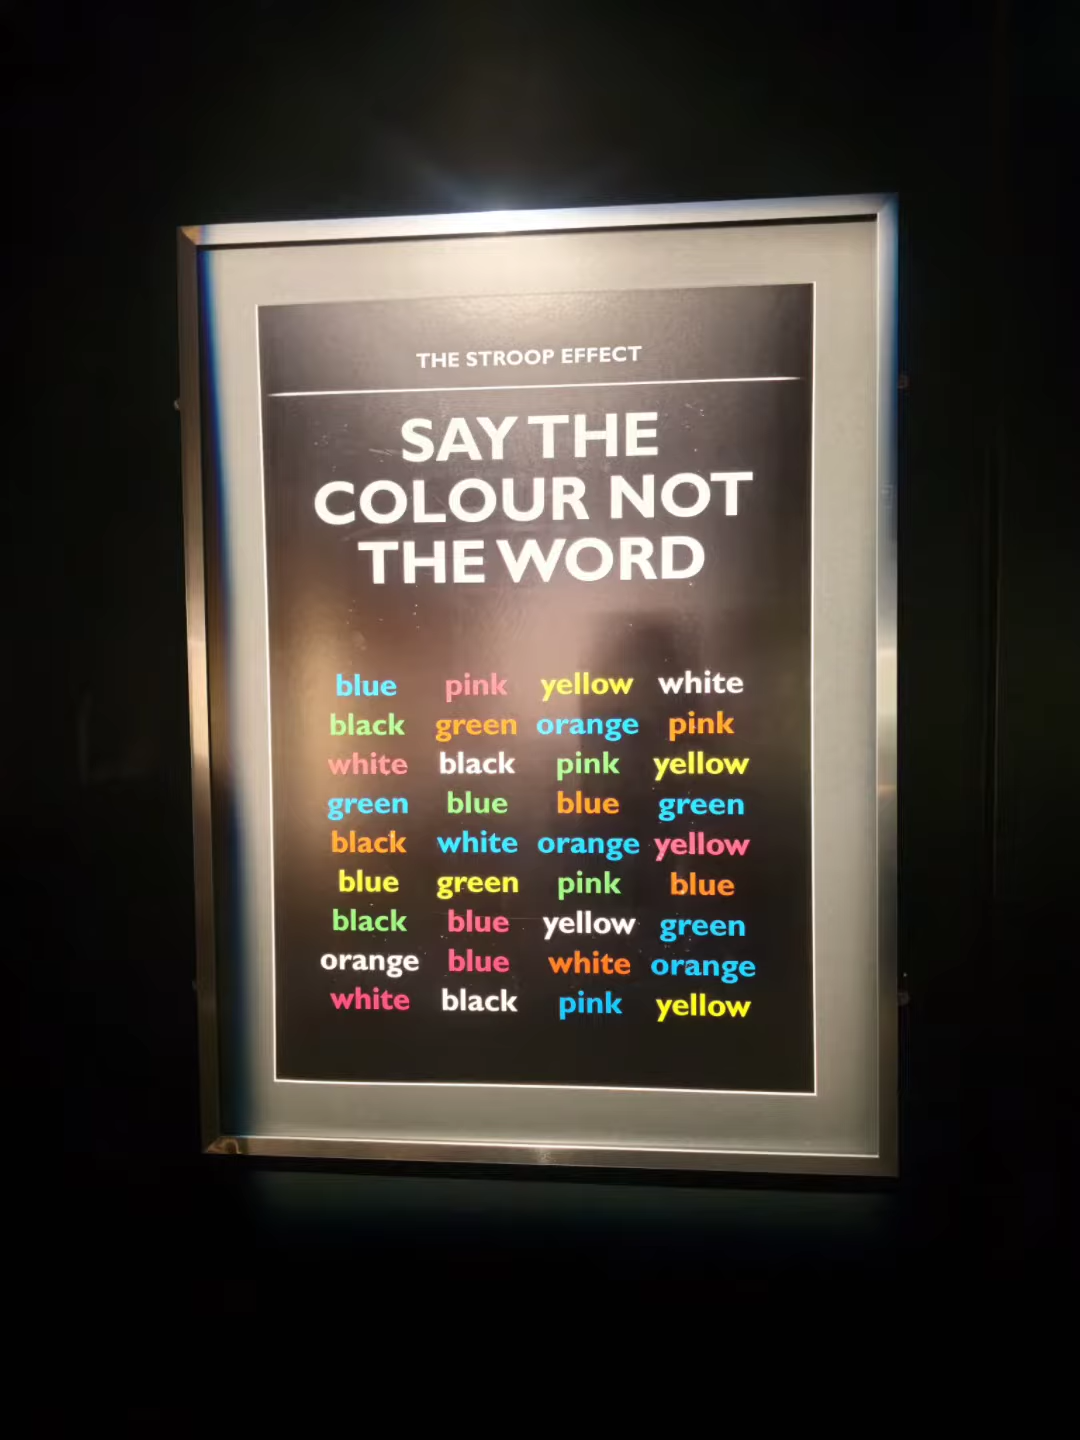 THE STROOP EFFECT
SAY THE
COLOUR NOT
THE WORD
blue pink yellow white
black green orange pink
white black pink yellow
green blue blue green
black white orange yellow
blue green pink blue
black blue yellow green
orange blue white orange
white black pink yellow